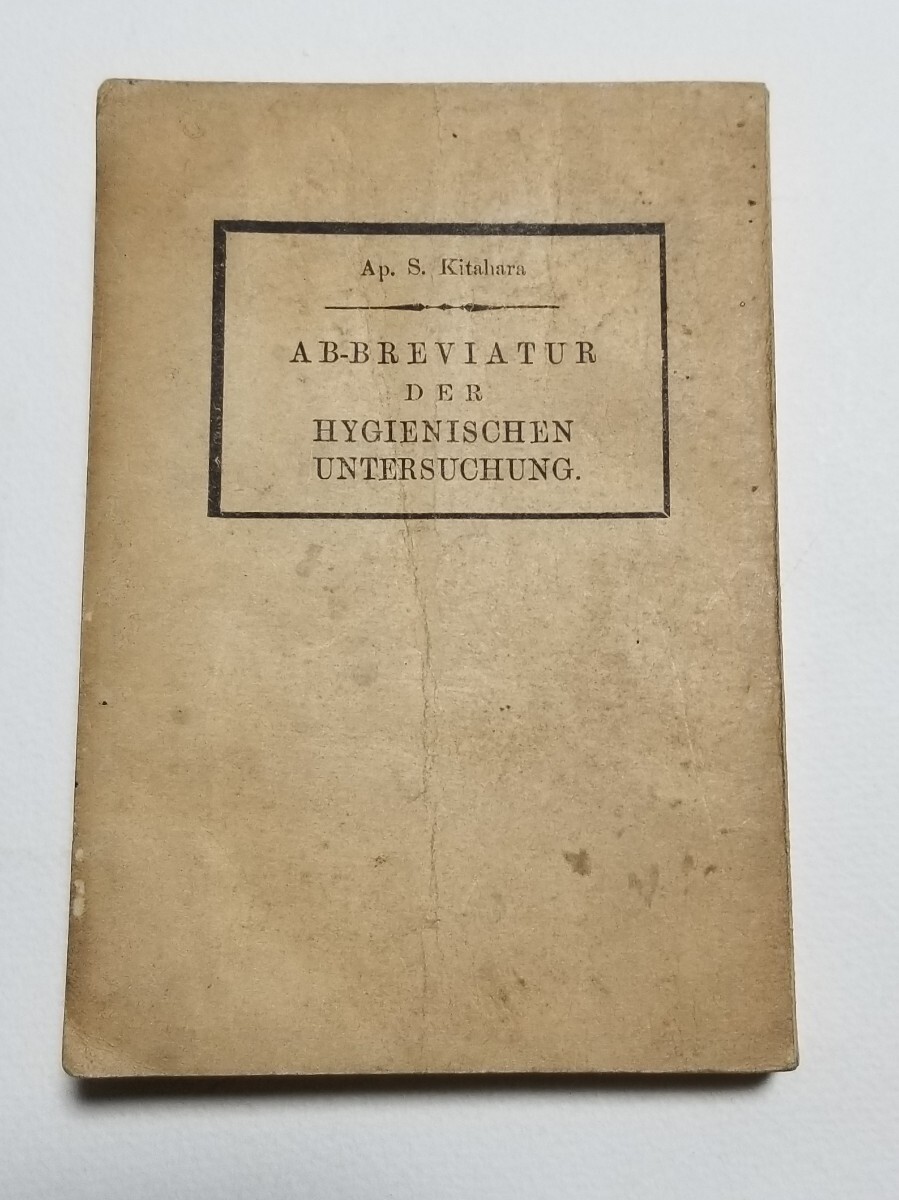 Ap. S. Kitahara
AB-BREVIATUR
DER
HYGIENISCHEN
UNTERSUCHUNG.